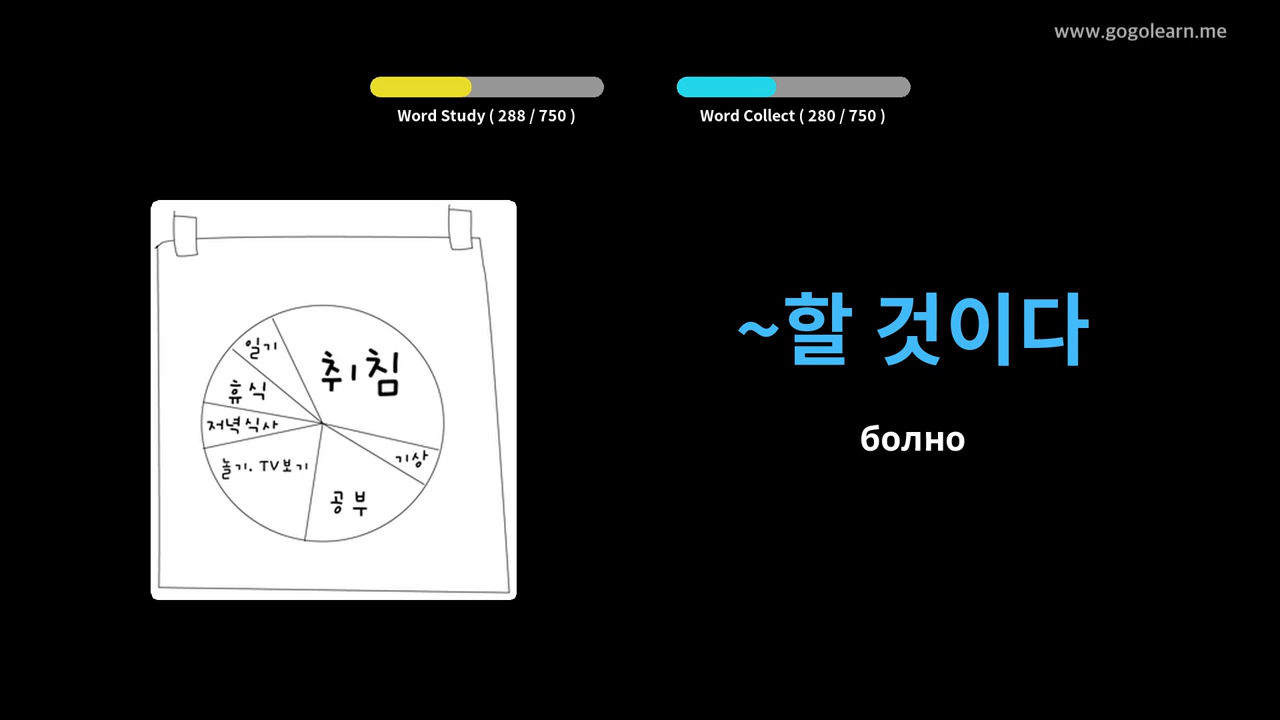 www.gogolearn.me
Word Study ( 288 / 750 )
Word Collect ( 280 / 750 )
일기
취침
휴식
저녁식사
놀기. TV보기
기상
공부
~할 것이다
болно